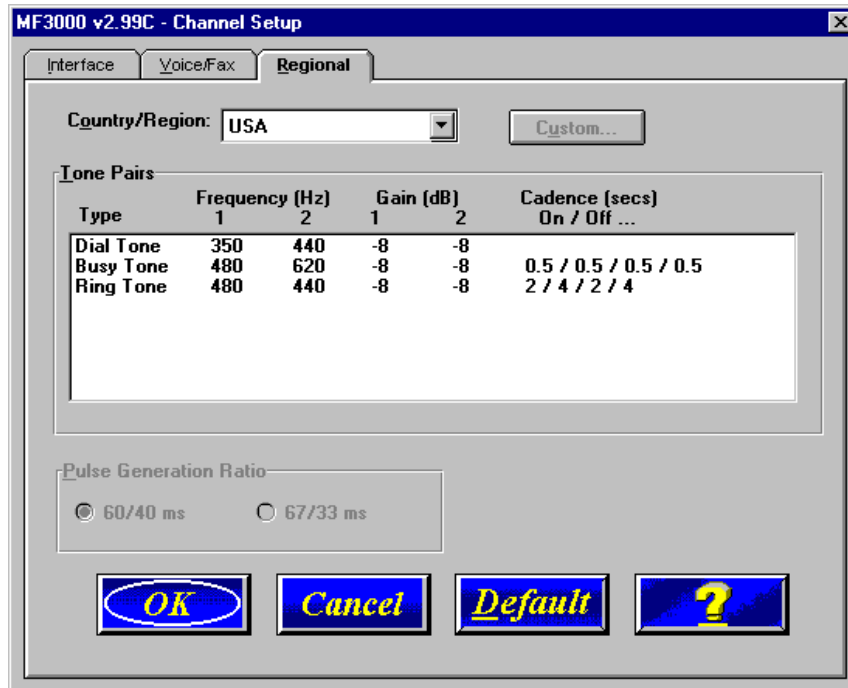 MF3000 v2.99C - Channel Setup
Interface Voice/Fax Regional
Country/Region: USA Custom...
Tone Pairs
Frequency (Hz) Gain (dB) Cadence (secs)
Type 1 2 1 2 On / Off ...
Dial Tone 350 440 -8 -8
Busy Tone 480 620 -8 -8 0.5 / 0.5 / 0.5 / 0.5
Ring Tone 480 440 -8 -8 2 / 4 / 2 / 4
Pulse Generation Ratio
60/40 ms 67/33 ms
OK Cancel Default ?